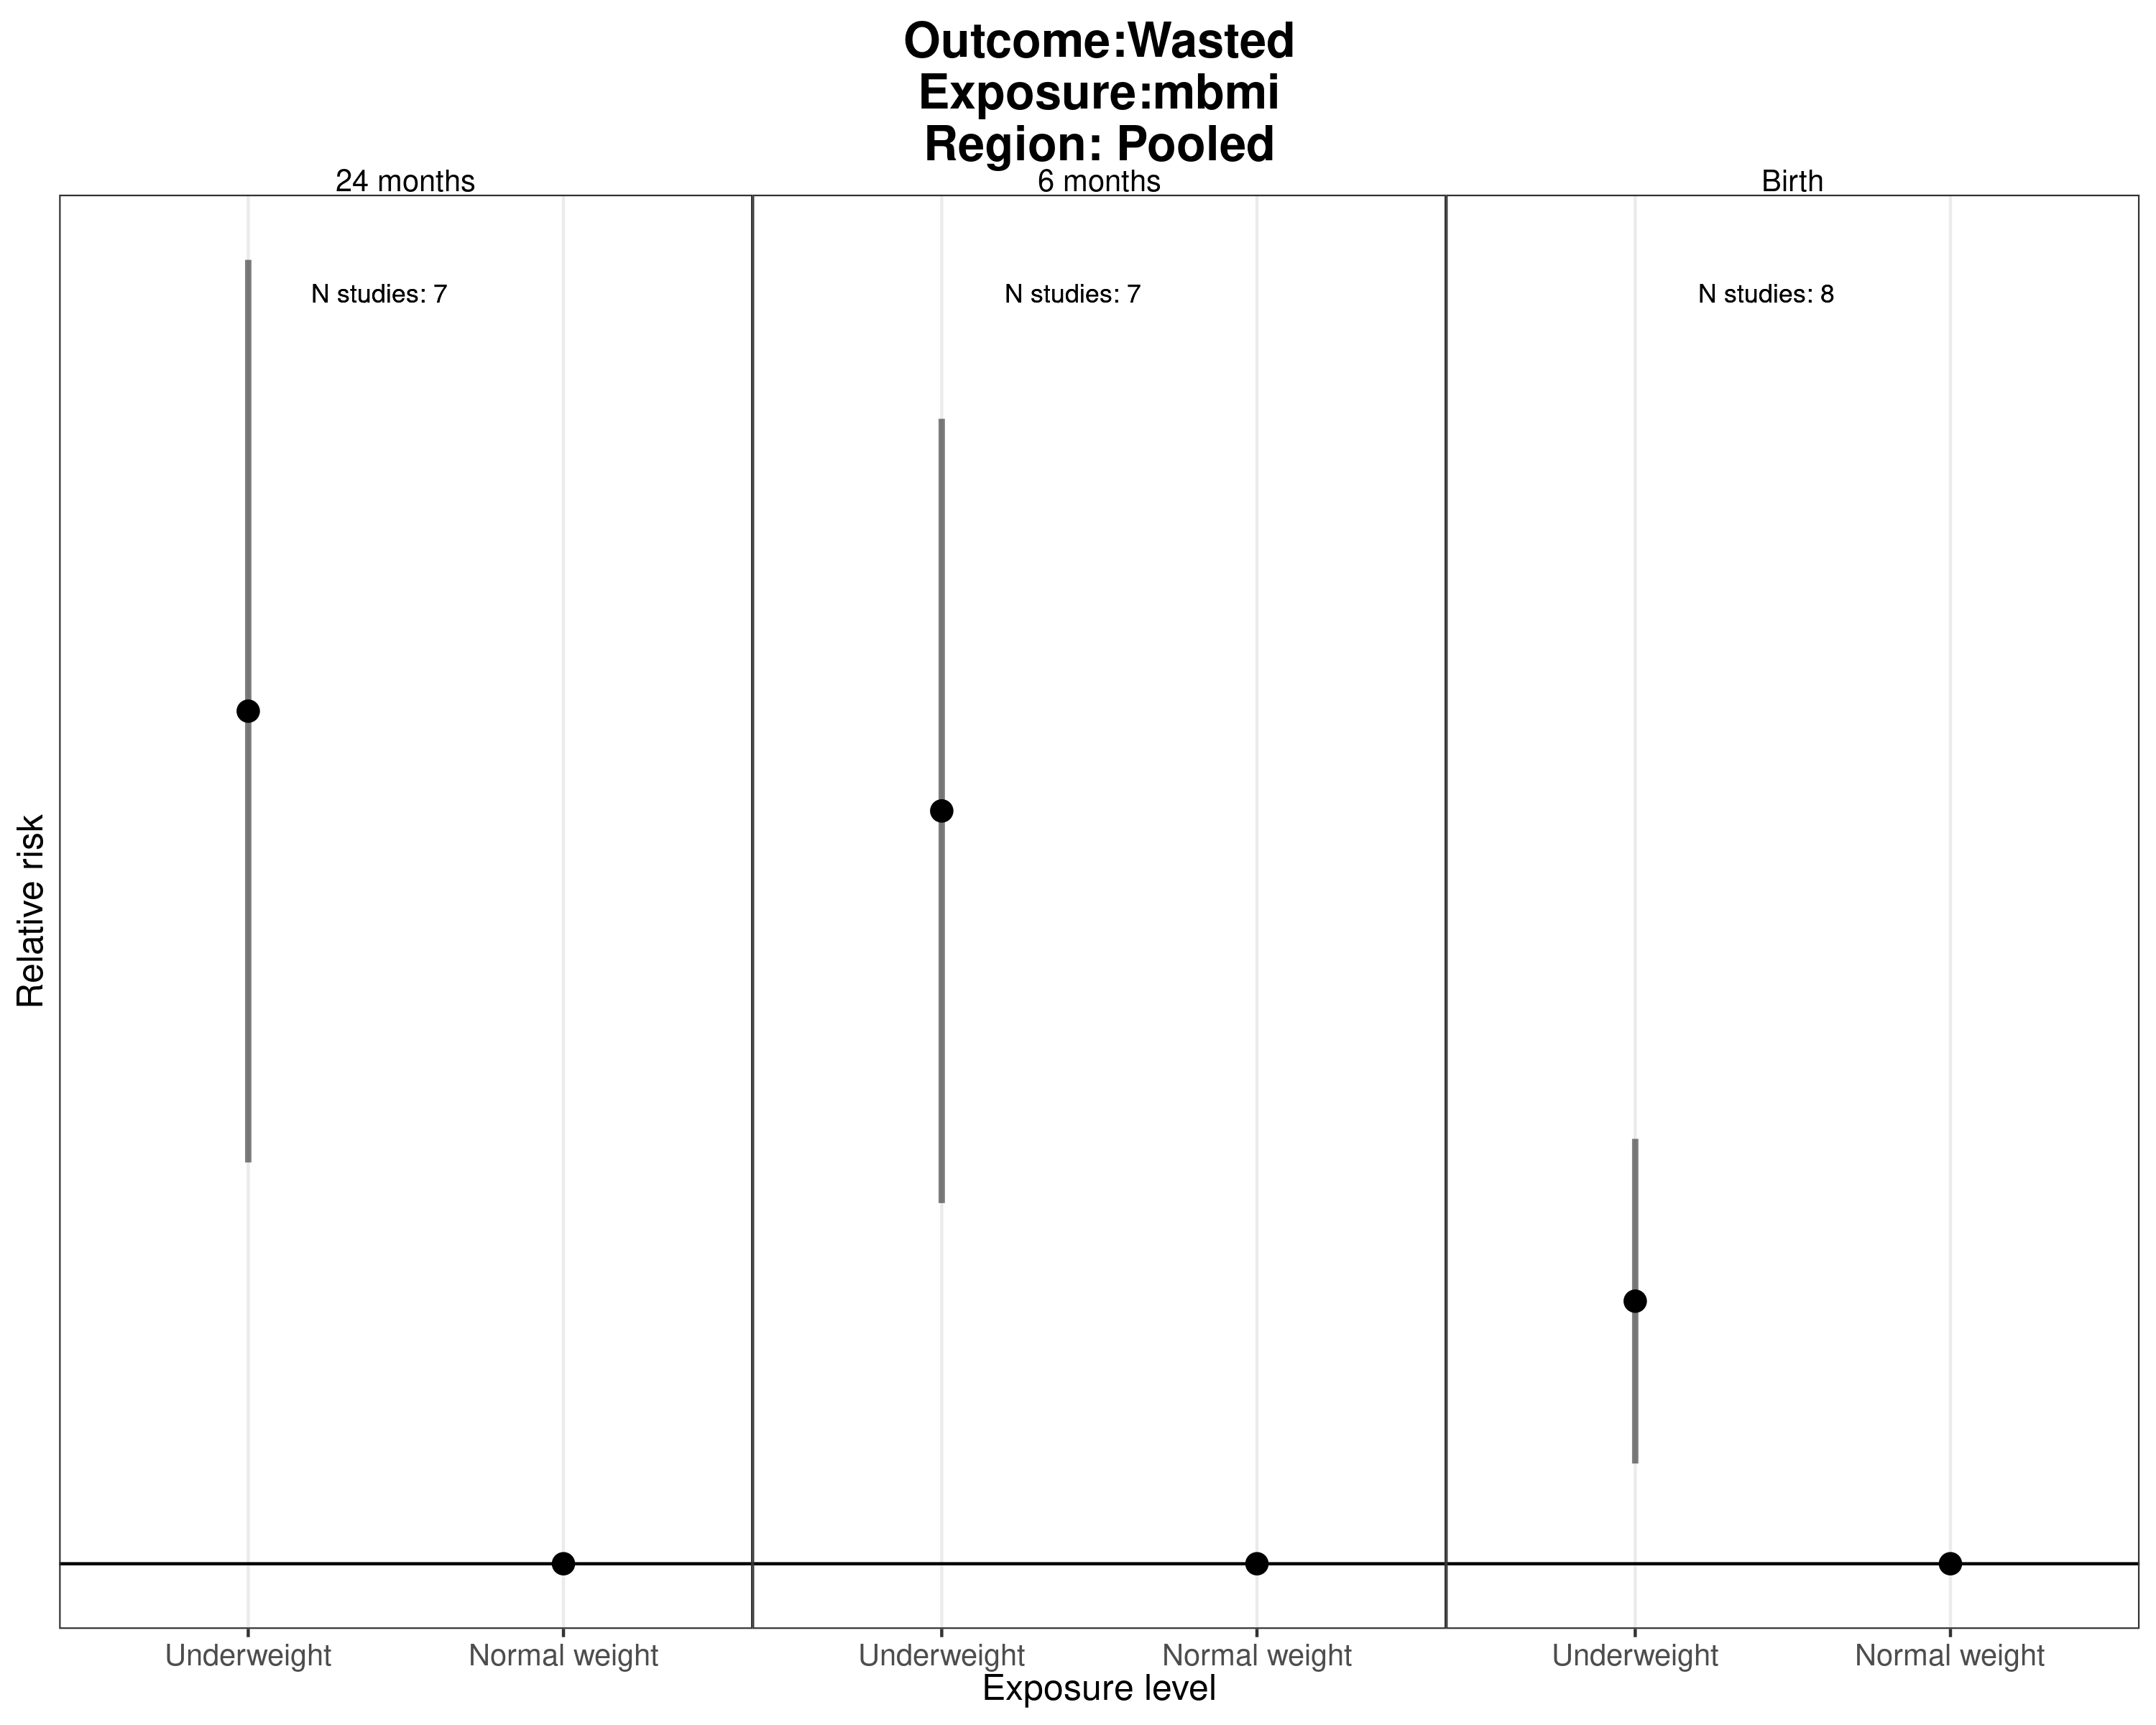 Outcome:Wasted
Exposure:mbmi
Region: Pooled
24 months
6 months
Birth
N studies: 7
N studies: 7
N studies: 8
Relative risk
Underweight
Normal weight
Underweight
Normal weight
Underweight
Normal weight
Exposure level